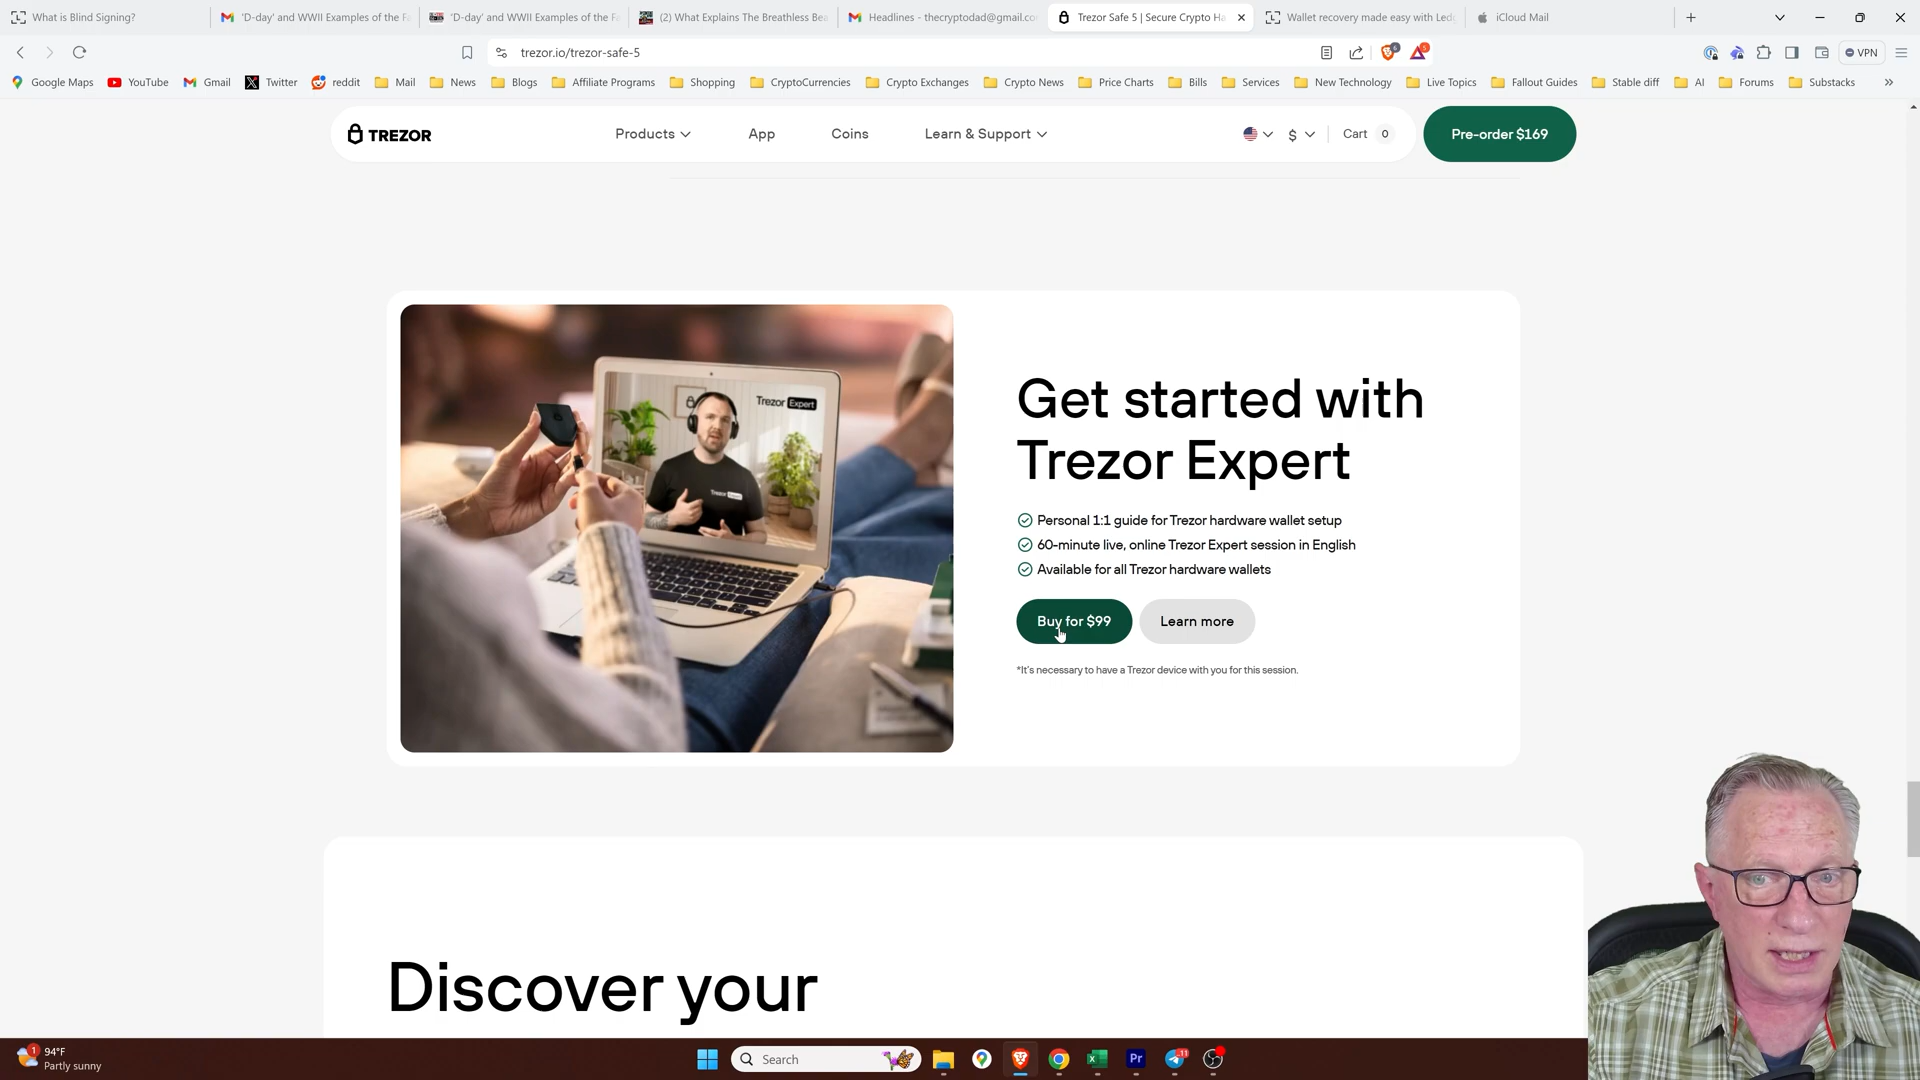 What is Blind Signing?
'D-day' and WWII Examples of the Fa
'D-day' and WWII Examples of the Fa
(2) What Explains The Breathless Bea
Headlines - thecryptodad@gmail.co
Trezor Safe 5 | Secure Crypto Ha
Wallet recovery made easy with Led
iCloud Mail
trezor.io/trezor-safe-5
VPN
Google Maps
YouTube
Gmail
Twitter
reddit
Mail
News
Blogs
Affiliate Programs
Shopping
CryptoCurrencies
Crypto Exchanges
Crypto News
Price Charts
Bills
Services
New Technology
Live Topics
Fallout Guides
Stable diff
AI
Forums
Substacks
TREZOR
Products
App
Coins
Learn & Support
$
Cart 0
Pre-order $169
Trezor Expert
Trezor Expert
Get started with
Trezor Expert
Personal 1:1 guide for Trezor hardware wallet setup
60-minute live, online Trezor Expert session in English
Available for all Trezor hardware wallets
Buy for $99
Learn more
*It's necessary to have a Trezor device with you for this session.
Discover your
1
94°F
Partly sunny
Search
Pr
11